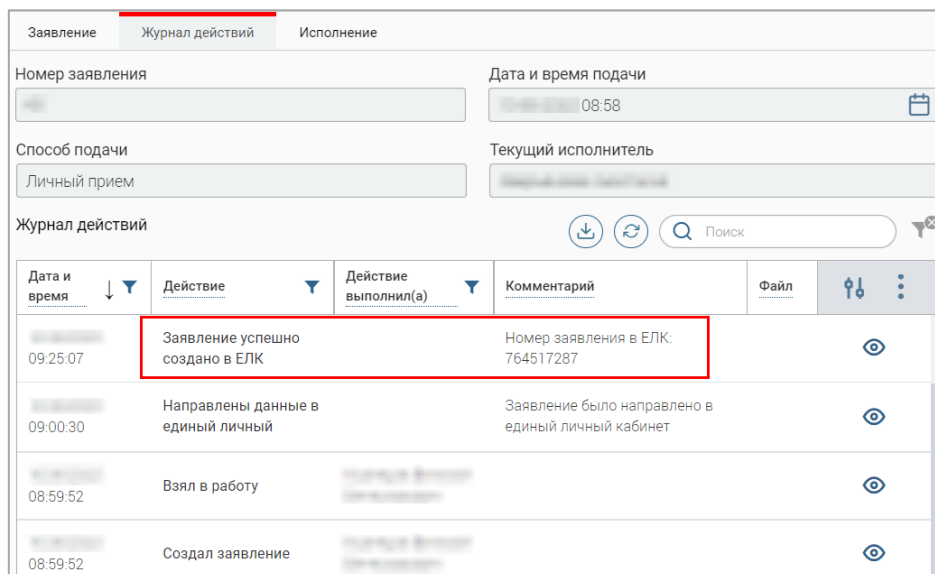 Заявление Журнал действий Исполнение
Номер заявления Дата и время подачи
08:58
Способ подачи Текущий исполнитель
Личный прием
Журнал действий Поиск
Дата и время Действие Действие выполнил(а) Комментарий Файл
Заявление успешно Номер заявления в ЕЛК:
09:25:07 создано в ЕЛК 764517287
Направлены данные в Заявление было направлено в
09:00:30 единый личный единый личный кабинет
Взял в работу
08:59:52
Создал заявление
08:59:52